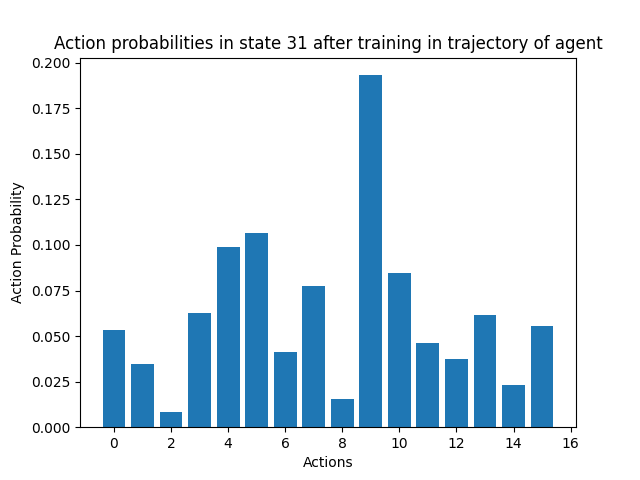 Action probabilities in state 31 after training in trajectory of agent
0.200
0.175
0.150
0.125
0.100
0.075
0.050
0.025
0.000
Action Probability
0 2 4 6 8 10 12 14 16
Actions